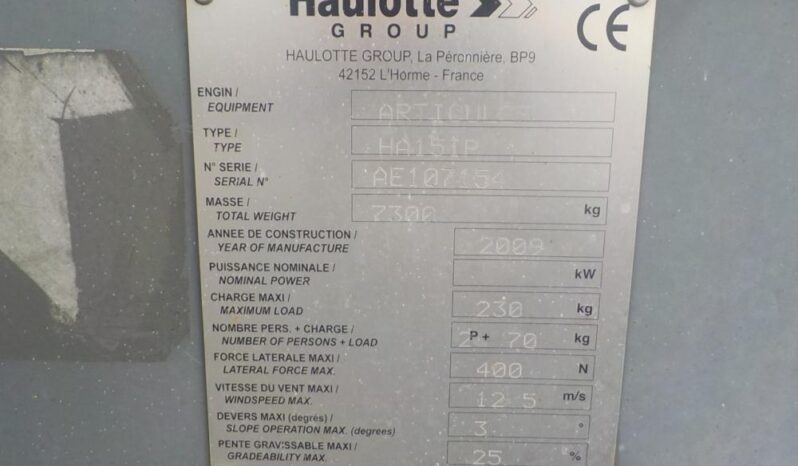 Haulotte
GROUP
HAULOTTE GROUP, La Péronnière, BP9
42152 L'Horme - France
CE
ENGIN / ARTICULEE
EQUIPMENT
TYPE / HA15IP
TYPE
N° SERIE / AE107154
SERIAL N°
MASSE / 7300 kg
TOTAL WEIGHT
ANNEE DE CONSTRUCTION / 2009
YEAR OF MANUFACTURE
PUISSANCE NOMINALE / kW
NOMINAL POWER
CHARGE MAXI / 230 kg
MAXIMUM LOAD
NOMBRE PERS. + CHARGE / 2 P + 70 kg
NUMBER OF PERSONS + LOAD
FORCE LATERALE MAXI / 400 N
LATERAL FORCE MAX.
VITESSE DU VENT MAXI / 12 5 m/s
WINDSPEED MAX.
DEVERS MAXI (degrés) / 3 °
SLOPE OPERATION MAX. (degrees)
PENTE GRAVISSABLE MAXI / 25 %
GRADEABILITY MAX.